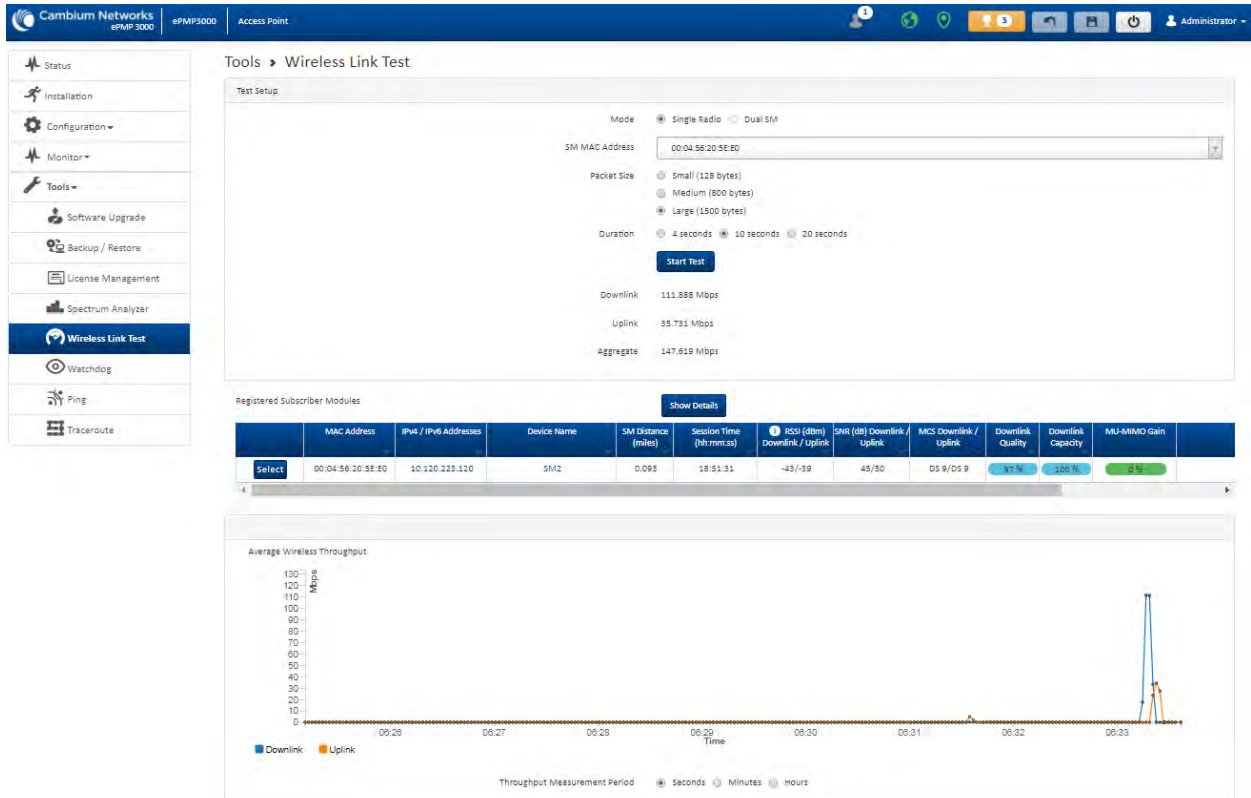 Cambium Networks
ePMP 3000
ePMP3000
Access Point
1
3
Administrator
Status
Installation
Configuration
Monitor
Tools
Software Upgrade
Backup / Restore
License Management
Spectrum Analyzer
Wireless Link Test
Watchdog
Ping
Traceroute
Tools > Wireless Link Test
Test Setup
Mode Single Radio Dual SM
SM MAC Address 00:04:56:20:5E:E0
Packet Size Small (128 bytes)
Medium (800 bytes)
Large (1500 bytes)
Duration 4 seconds 10 seconds 20 seconds
Start Test
Downlink 111.888 Mbps
Uplink 35.731 Mbps
Aggregate 147.619 Mbps
Registered Subscriber Modules
Show Details
MAC Address IPv4 / IPv6 Addresses Device Name SM Distance (miles) Session Time (hh:mm:ss) RSSI (dBm) Downlink / Uplink SNR (dB) Downlink / Uplink MCS Downlink / Uplink Downlink Quality Downlink Capacity MU-MIMO Gain
Select 00:04:56:20:5E:E0 10.120.223.120 SM2 0.093 18:51:31 -43/-39 45/50 DS 9/DS 9 97 % 100 % 0 %
Average Wireless Throughput
Mbps
130
120
110
100
90
80
70
60
50
40
30
20
10
0
06:26 06:27 06:28 06:29 06:30 06:31 06:32 06:33
Time
Downlink Uplink
Throughput Measurement Period Seconds Minutes Hours